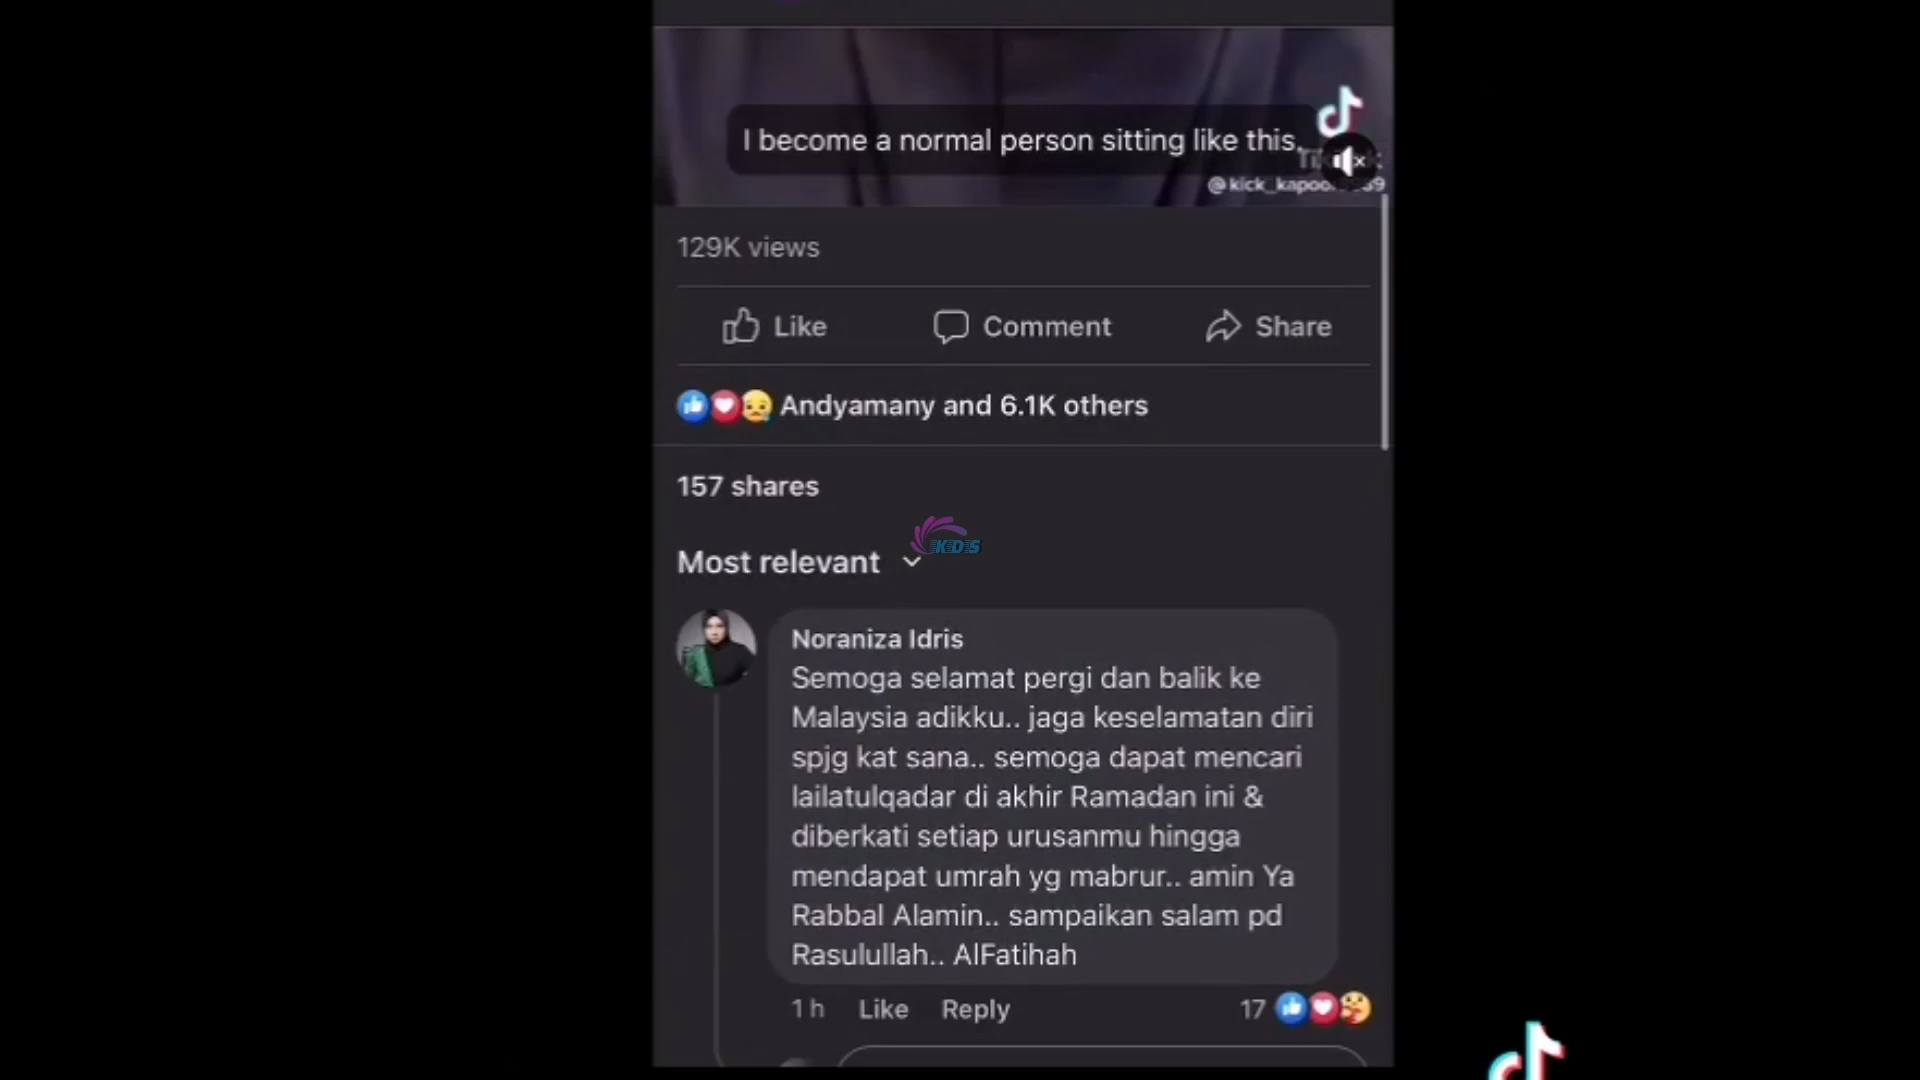 I become a normal person sitting like this.
129K views
Like Comment Share
Andyamany and 6.1K others
157 shares
KDS
Most relevant
Noraniza Idris
Semoga selamat pergi dan balik ke
Malaysia adikku.. jaga keselamatan diri
spjg kat sana.. semoga dapat mencari
lailatulqadar di akhir Ramadan ini &
diberkati setiap urusanmu hingga
mendapat umrah yg mabrur.. amin Ya
Rabbal Alamin.. sampaikan salam pd
Rasulullah.. AlFatihah
1 h Like Reply 17